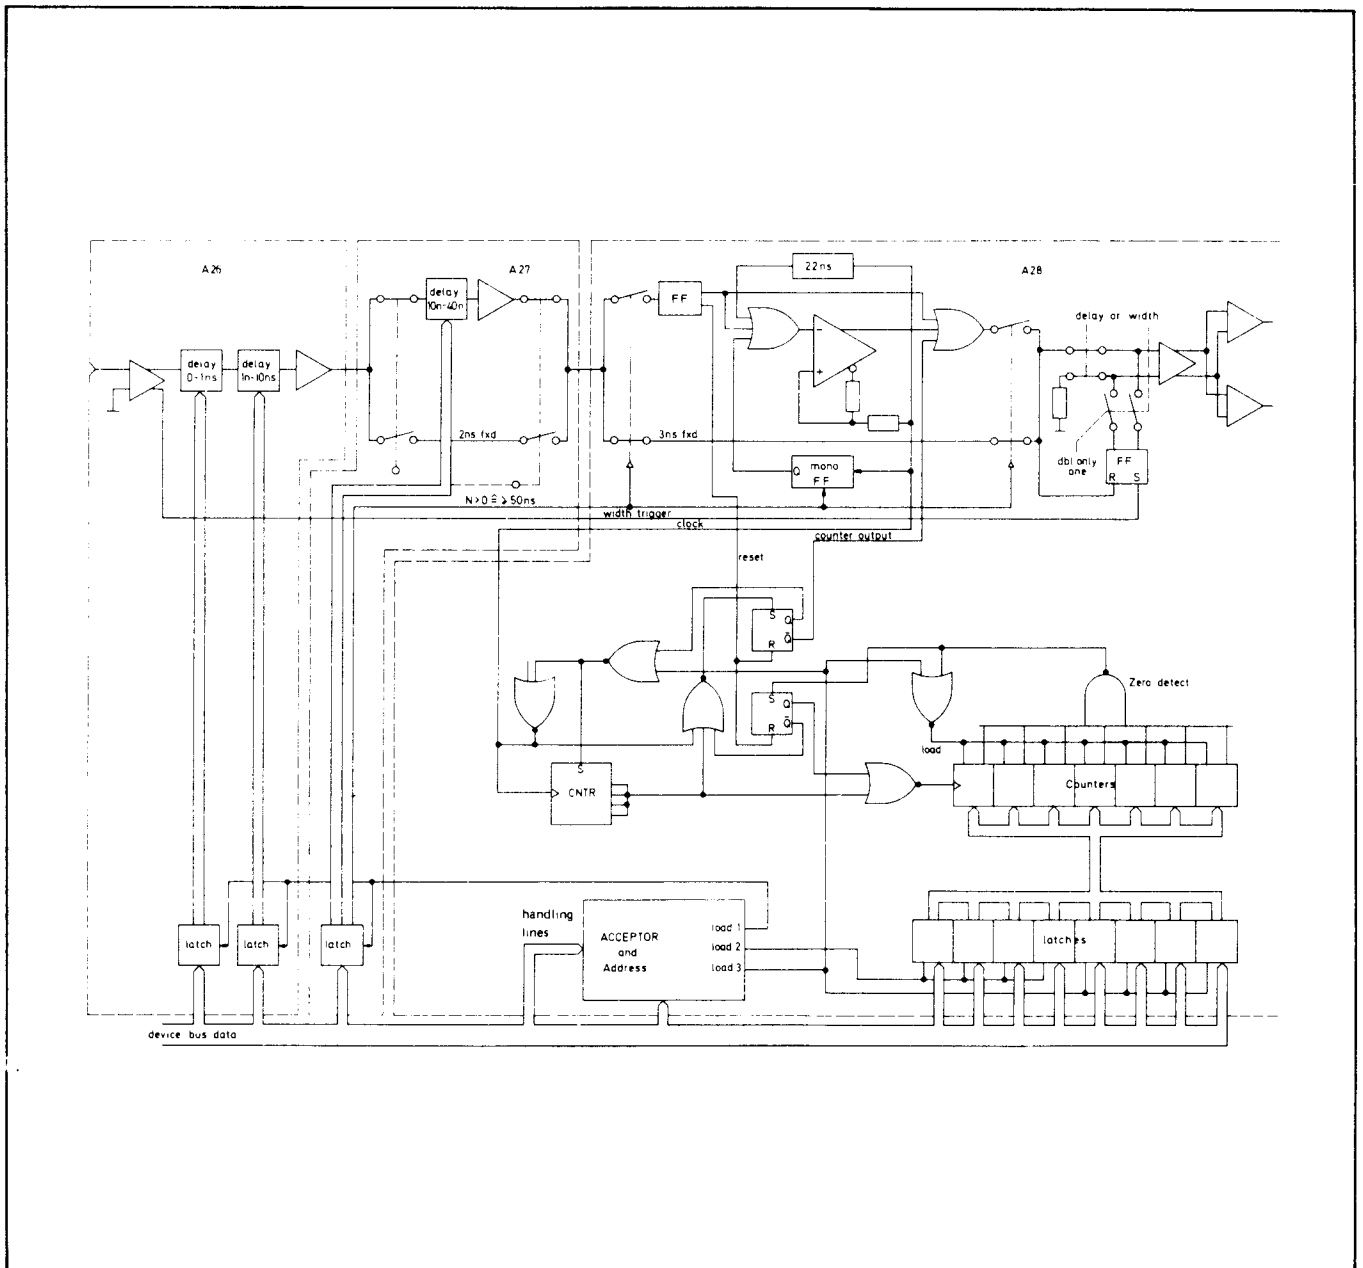 A26
A27
A28
22ns
FF
delay
10n-40n
delay or width
delay
0-1ns
delay
1n-10ns
−
+
2ns fxd
3ns fxd
mono
FF
Q
dbl only
one
FF
R S
N>0 ≙ ⩾50ns
width trigger
clock
counter output
reset
S
Q
Q̄
R
S
Q
Q̄
R
Zero detect
load
S
CNTR
Counters
handling
lines
ACCEPTOR
and
Address
load 1
load 2
load 3
latch
latch
latch
latches
device bus data